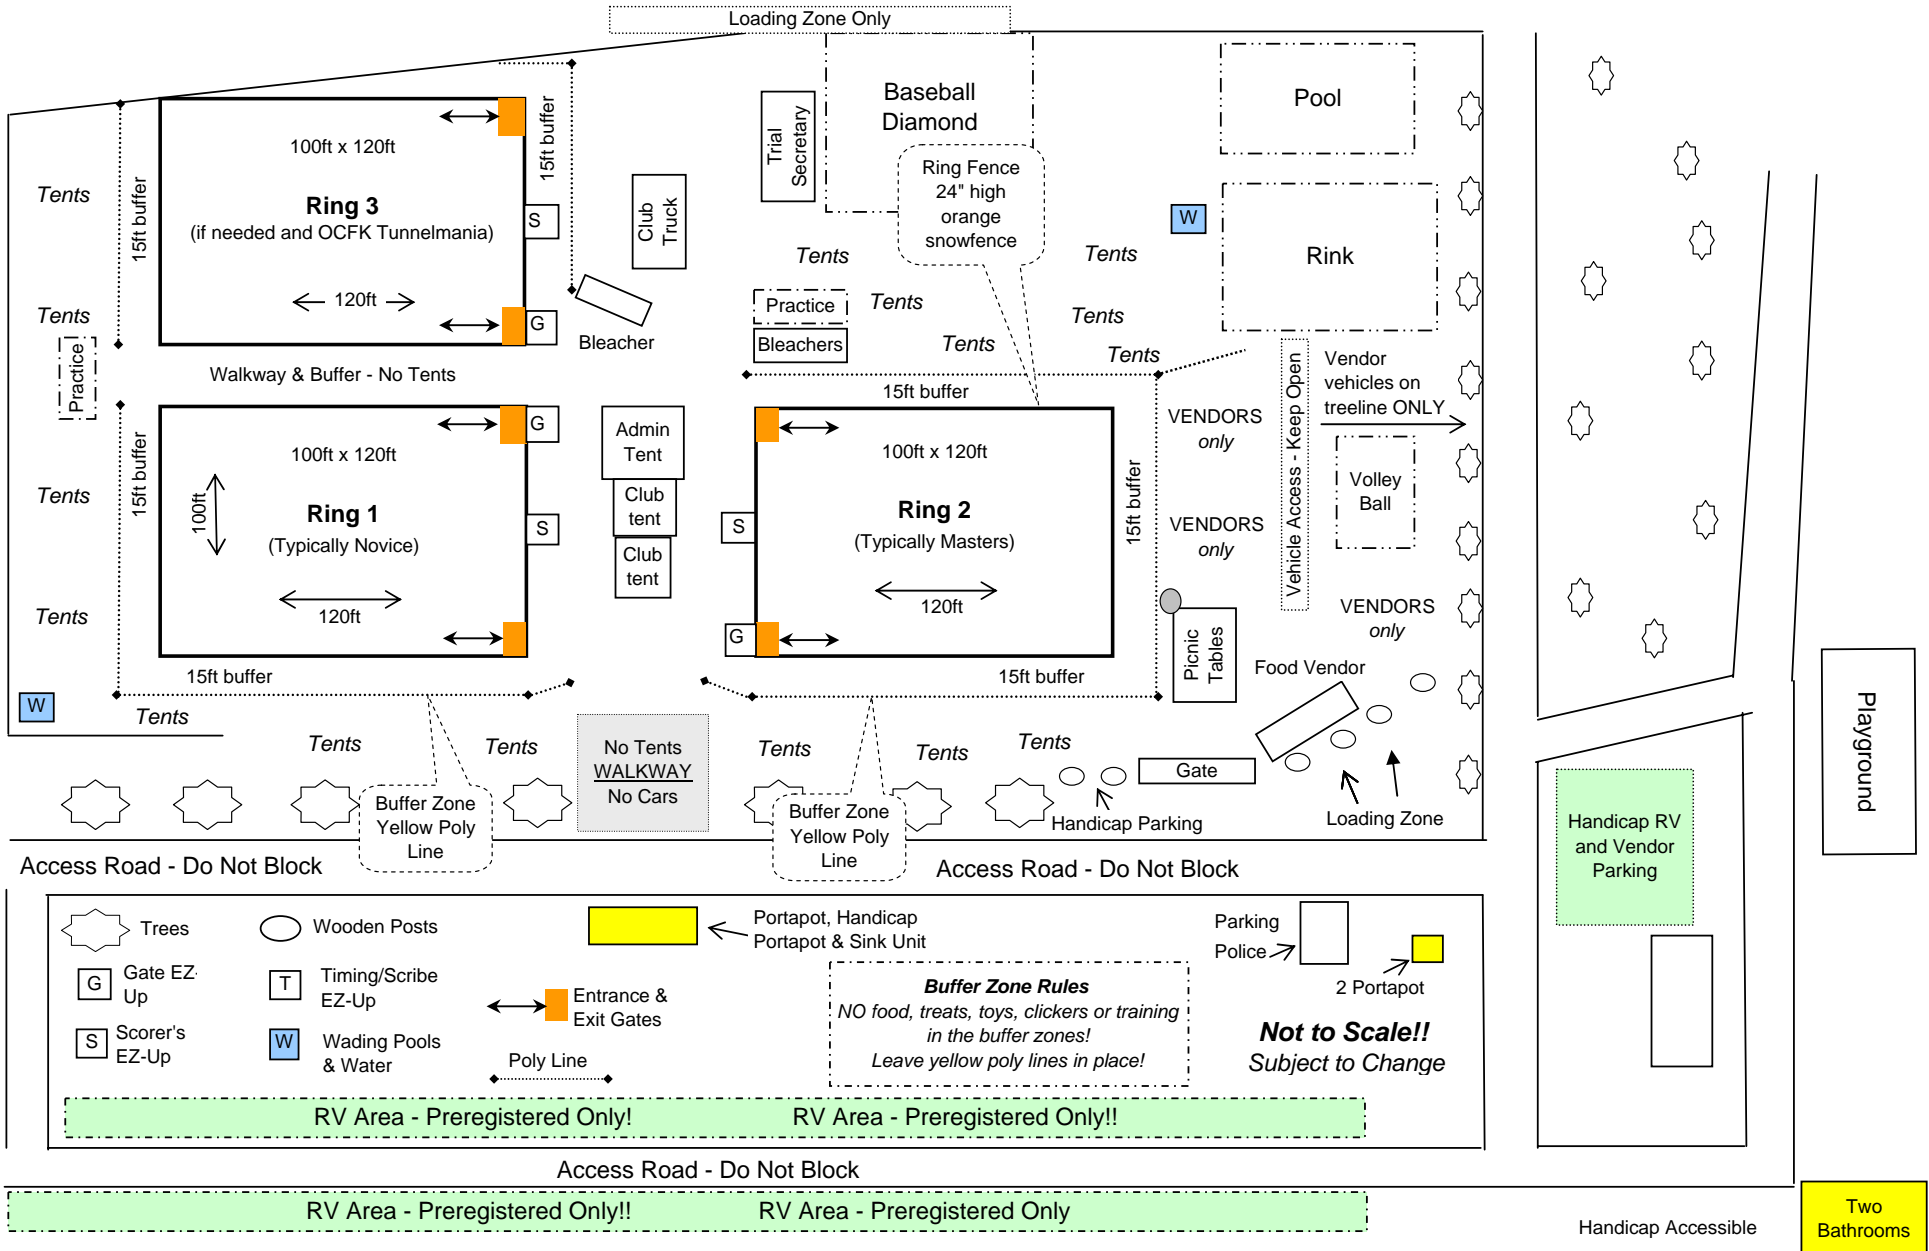 Loading Zone Only
Baseball
Diamond
Pool
Trial
Secretary
15ft buffer
100ft x 120ft
Ring 3
(if needed and OCFK Tunnelmania)
120ft
15ft buffer
Tents
Tents
S
G
Club
Truck
Bleacher
Ring Fence
24" high
orange
snowfence
W
Rink
Tents
Tents
Tents
Tents
Tents
Tents
Practice
Bleachers
Practice
Walkway & Buffer - No Tents
15ft buffer
Vendor
vehicles on
treeline ONLY
Vehicle Access - Keep Open
VENDORS
only
VENDORS
only
VENDORS
only
Volley
Ball
G
100ft x 120ft
Ring 1
(Typically Novice)
100ft
120ft
S
15ft buffer
Tents
Tents
15ft buffer
Admin
Tent
Club
tent
Club
tent
100ft x 120ft
Ring 2
(Typically Masters)
120ft
S
G
15ft buffer
15ft buffer
Picnic
Tables
Food Vendor
W
Tents
Tents
Tents
No Tents
WALKWAY
No Cars
Tents
Tents
Tents
Gate
Handicap Parking
Loading Zone
Buffer Zone
Yellow Poly
Line
Buffer Zone
Yellow Poly
Line
Playground
Handicap RV
and Vendor
Parking
Access Road - Do Not Block
Access Road - Do Not Block
Trees
Wooden Posts
Portapot, Handicap
Portapot & Sink Unit
Parking
Police
2 Portapot
G
Gate EZ-
Up
T
Timing/Scribe
EZ-Up
S
Scorer's
EZ-Up
W
Wading Pools
& Water
Entrance &
Exit Gates
Poly Line
Buffer Zone Rules
NO food, treats, toys, clickers or training
in the buffer zones!
Leave yellow poly lines in place!
Not to Scale!!
Subject to Change
RV Area - Preregistered Only!
RV Area - Preregistered Only!!
Access Road - Do Not Block
RV Area - Preregistered Only!!
RV Area - Preregistered Only
Handicap Accessible
Two
Bathrooms